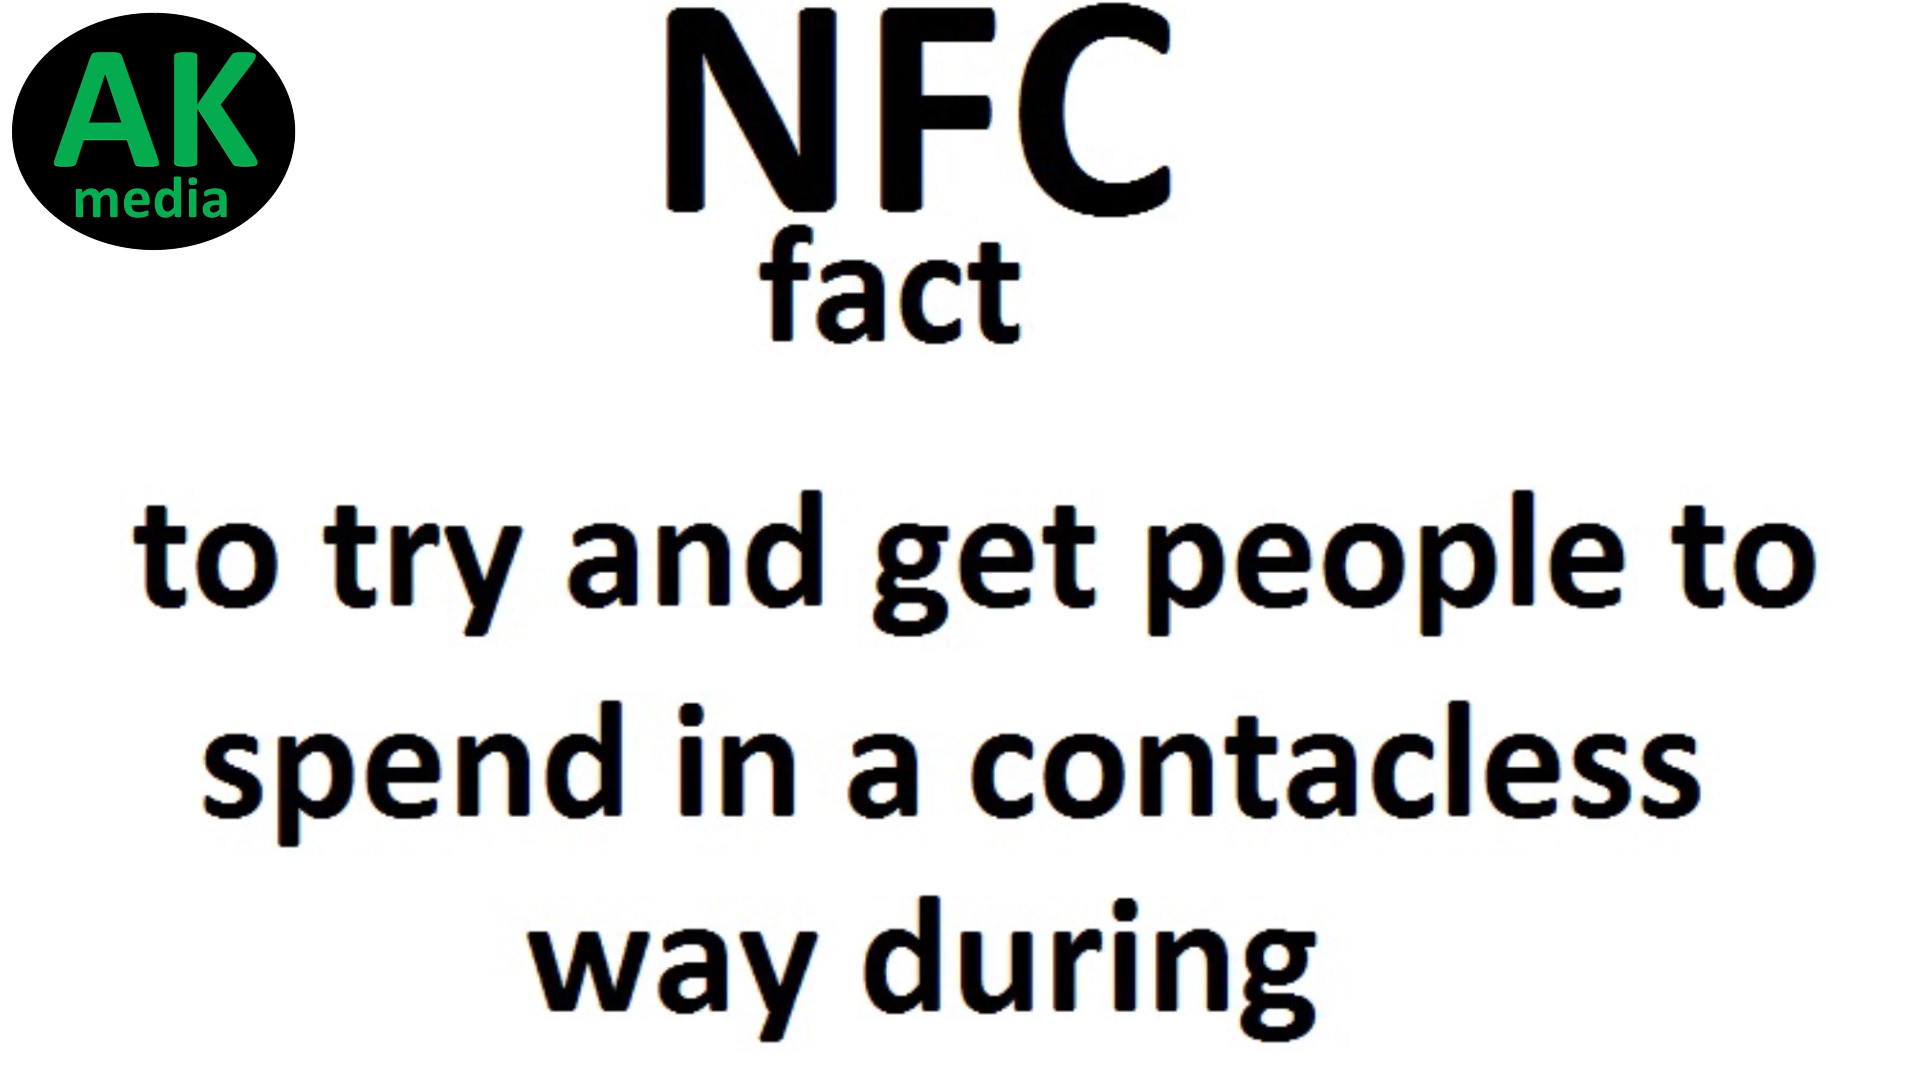 AK
media
NFC
fact
to try and get people to
spend in a contacless
way during